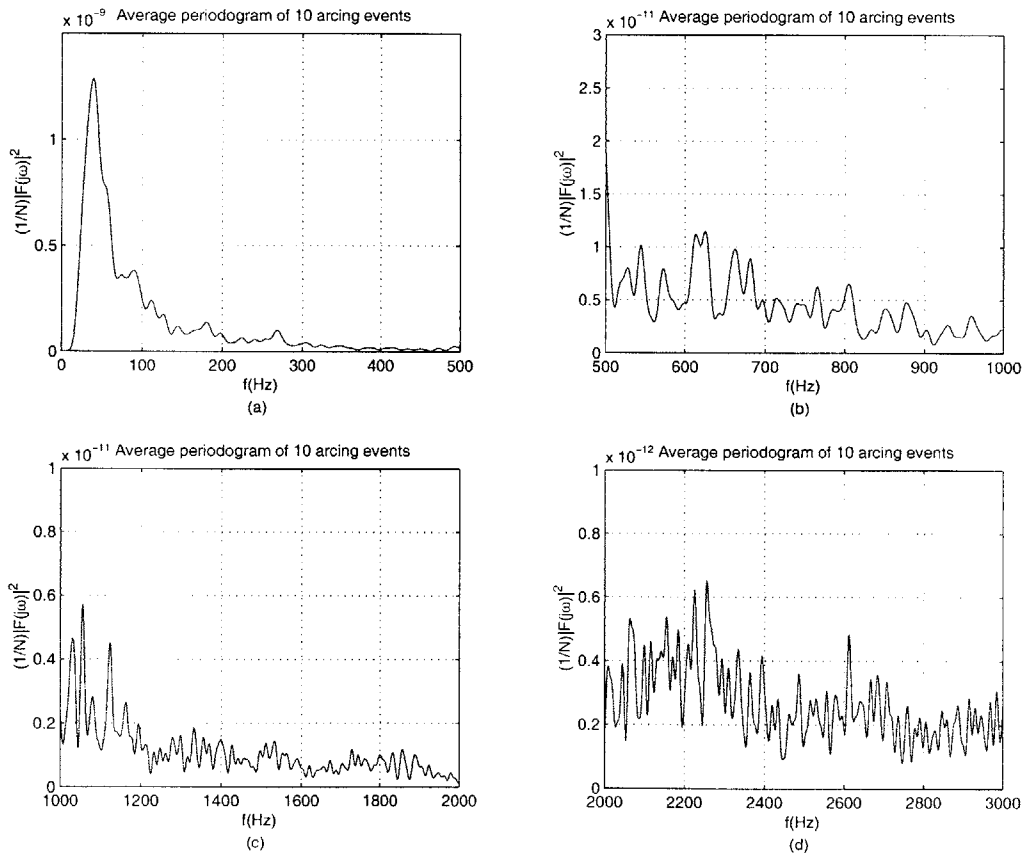 x 10⁻⁹ Average periodogram of 10 arcing events
(1/N)|F(jω)|²
1
0.5
0
0 100 200 300 400 500
f(Hz)
(a)
x 10⁻¹¹ Average periodogram of 10 arcing events
(1/N)|F(jω)|²
3
2.5
2
1.5
1
0.5
0
500 600 700 800 900 1000
f(Hz)
(b)
x 10⁻¹¹ Average periodogram of 10 arcing events
(1/N)|F(jω)|²
1
0.8
0.6
0.4
0.2
0
1000 1200 1400 1600 1800 2000
f(Hz)
(c)
x 10⁻¹² Average periodogram of 10 arcing events
(1/N)|F(jω)|²
1
0.8
0.6
0.4
0.2
0
2000 2200 2400 2600 2800 3000
f(Hz)
(d)